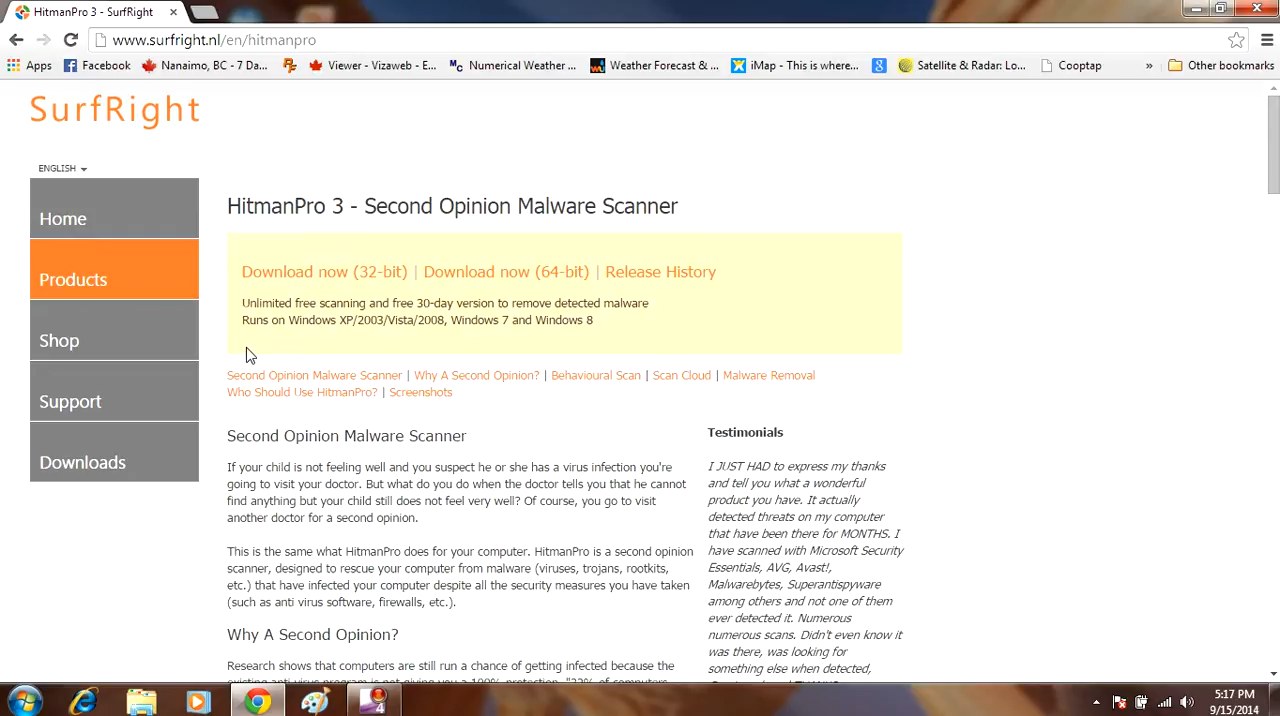 HitmanPro 3 - SurfRight
www.surfright.nl/en/hitmanpro
Apps Facebook Nanaimo, BC - 7 Da... Viewer - Vizaweb - E... Numerical Weather ... Weather Forecast & ... iMap - This is where... Satellite & Radar: Lo... Cooptap » Other bookmarks
SurfRight
ENGLISH
Home
Products
Shop
Support
Downloads
HitmanPro 3 - Second Opinion Malware Scanner
Download now (32-bit) | Download now (64-bit) | Release History
Unlimited free scanning and free 30-day version to remove detected malware
Runs on Windows XP/2003/Vista/2008, Windows 7 and Windows 8
Second Opinion Malware Scanner | Why A Second Opinion? | Behavioural Scan | Scan Cloud | Malware Removal
Who Should Use HitmanPro? | Screenshots
Second Opinion Malware Scanner
If your child is not feeling well and you suspect he or she has a virus infection you're
going to visit your doctor. But what do you do when the doctor tells you that he cannot
find anything but your child still does not feel very well? Of course, you go to visit
another doctor for a second opinion.
This is the same what HitmanPro does for your computer. HitmanPro is a second opinion
scanner, designed to rescue your computer from malware (viruses, trojans, rootkits,
etc.) that have infected your computer despite all the security measures you have taken
(such as anti virus software, firewalls, etc.).
Why A Second Opinion?
Research shows that computers are still run a chance of getting infected because the
existing anti virus program is not giving you a 100% protection. "32% of computers
Testimonials
I JUST HAD to express my thanks
and tell you what a wonderful
product you have. It actually
detected threats on my computer
that have been there for MONTHS. I
have scanned with Microsoft Security
Essentials, AVG, Avast!,
Malwarebytes, Superantispyware
among others and not one of them
ever detected it. Numerous
numerous scans. Didn't even know it
was there, was looking for
something else when detected,
5:17 PM
9/15/2014